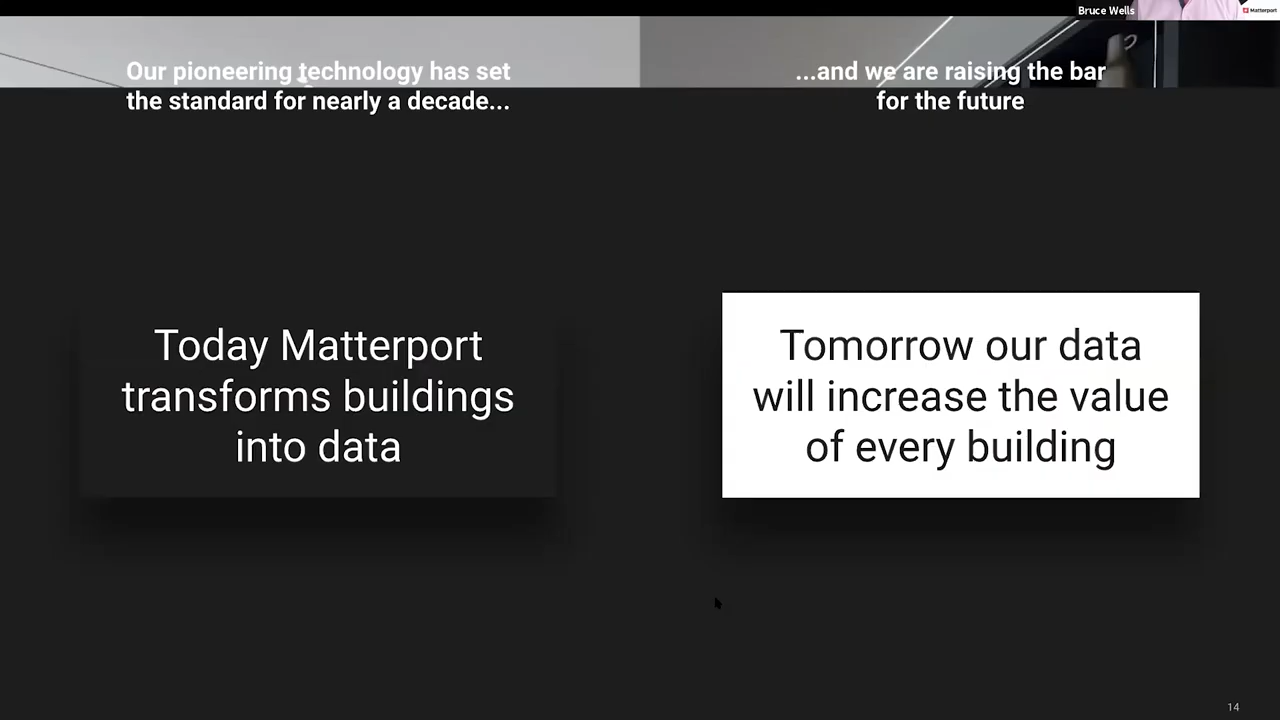 Bruce Wells
Matterport
Our pioneering technology has set
the standard for nearly a decade...
...and we are raising the bar
for the future
Today Matterport
transforms buildings
into data
Tomorrow our data
will increase the value
of every building
14